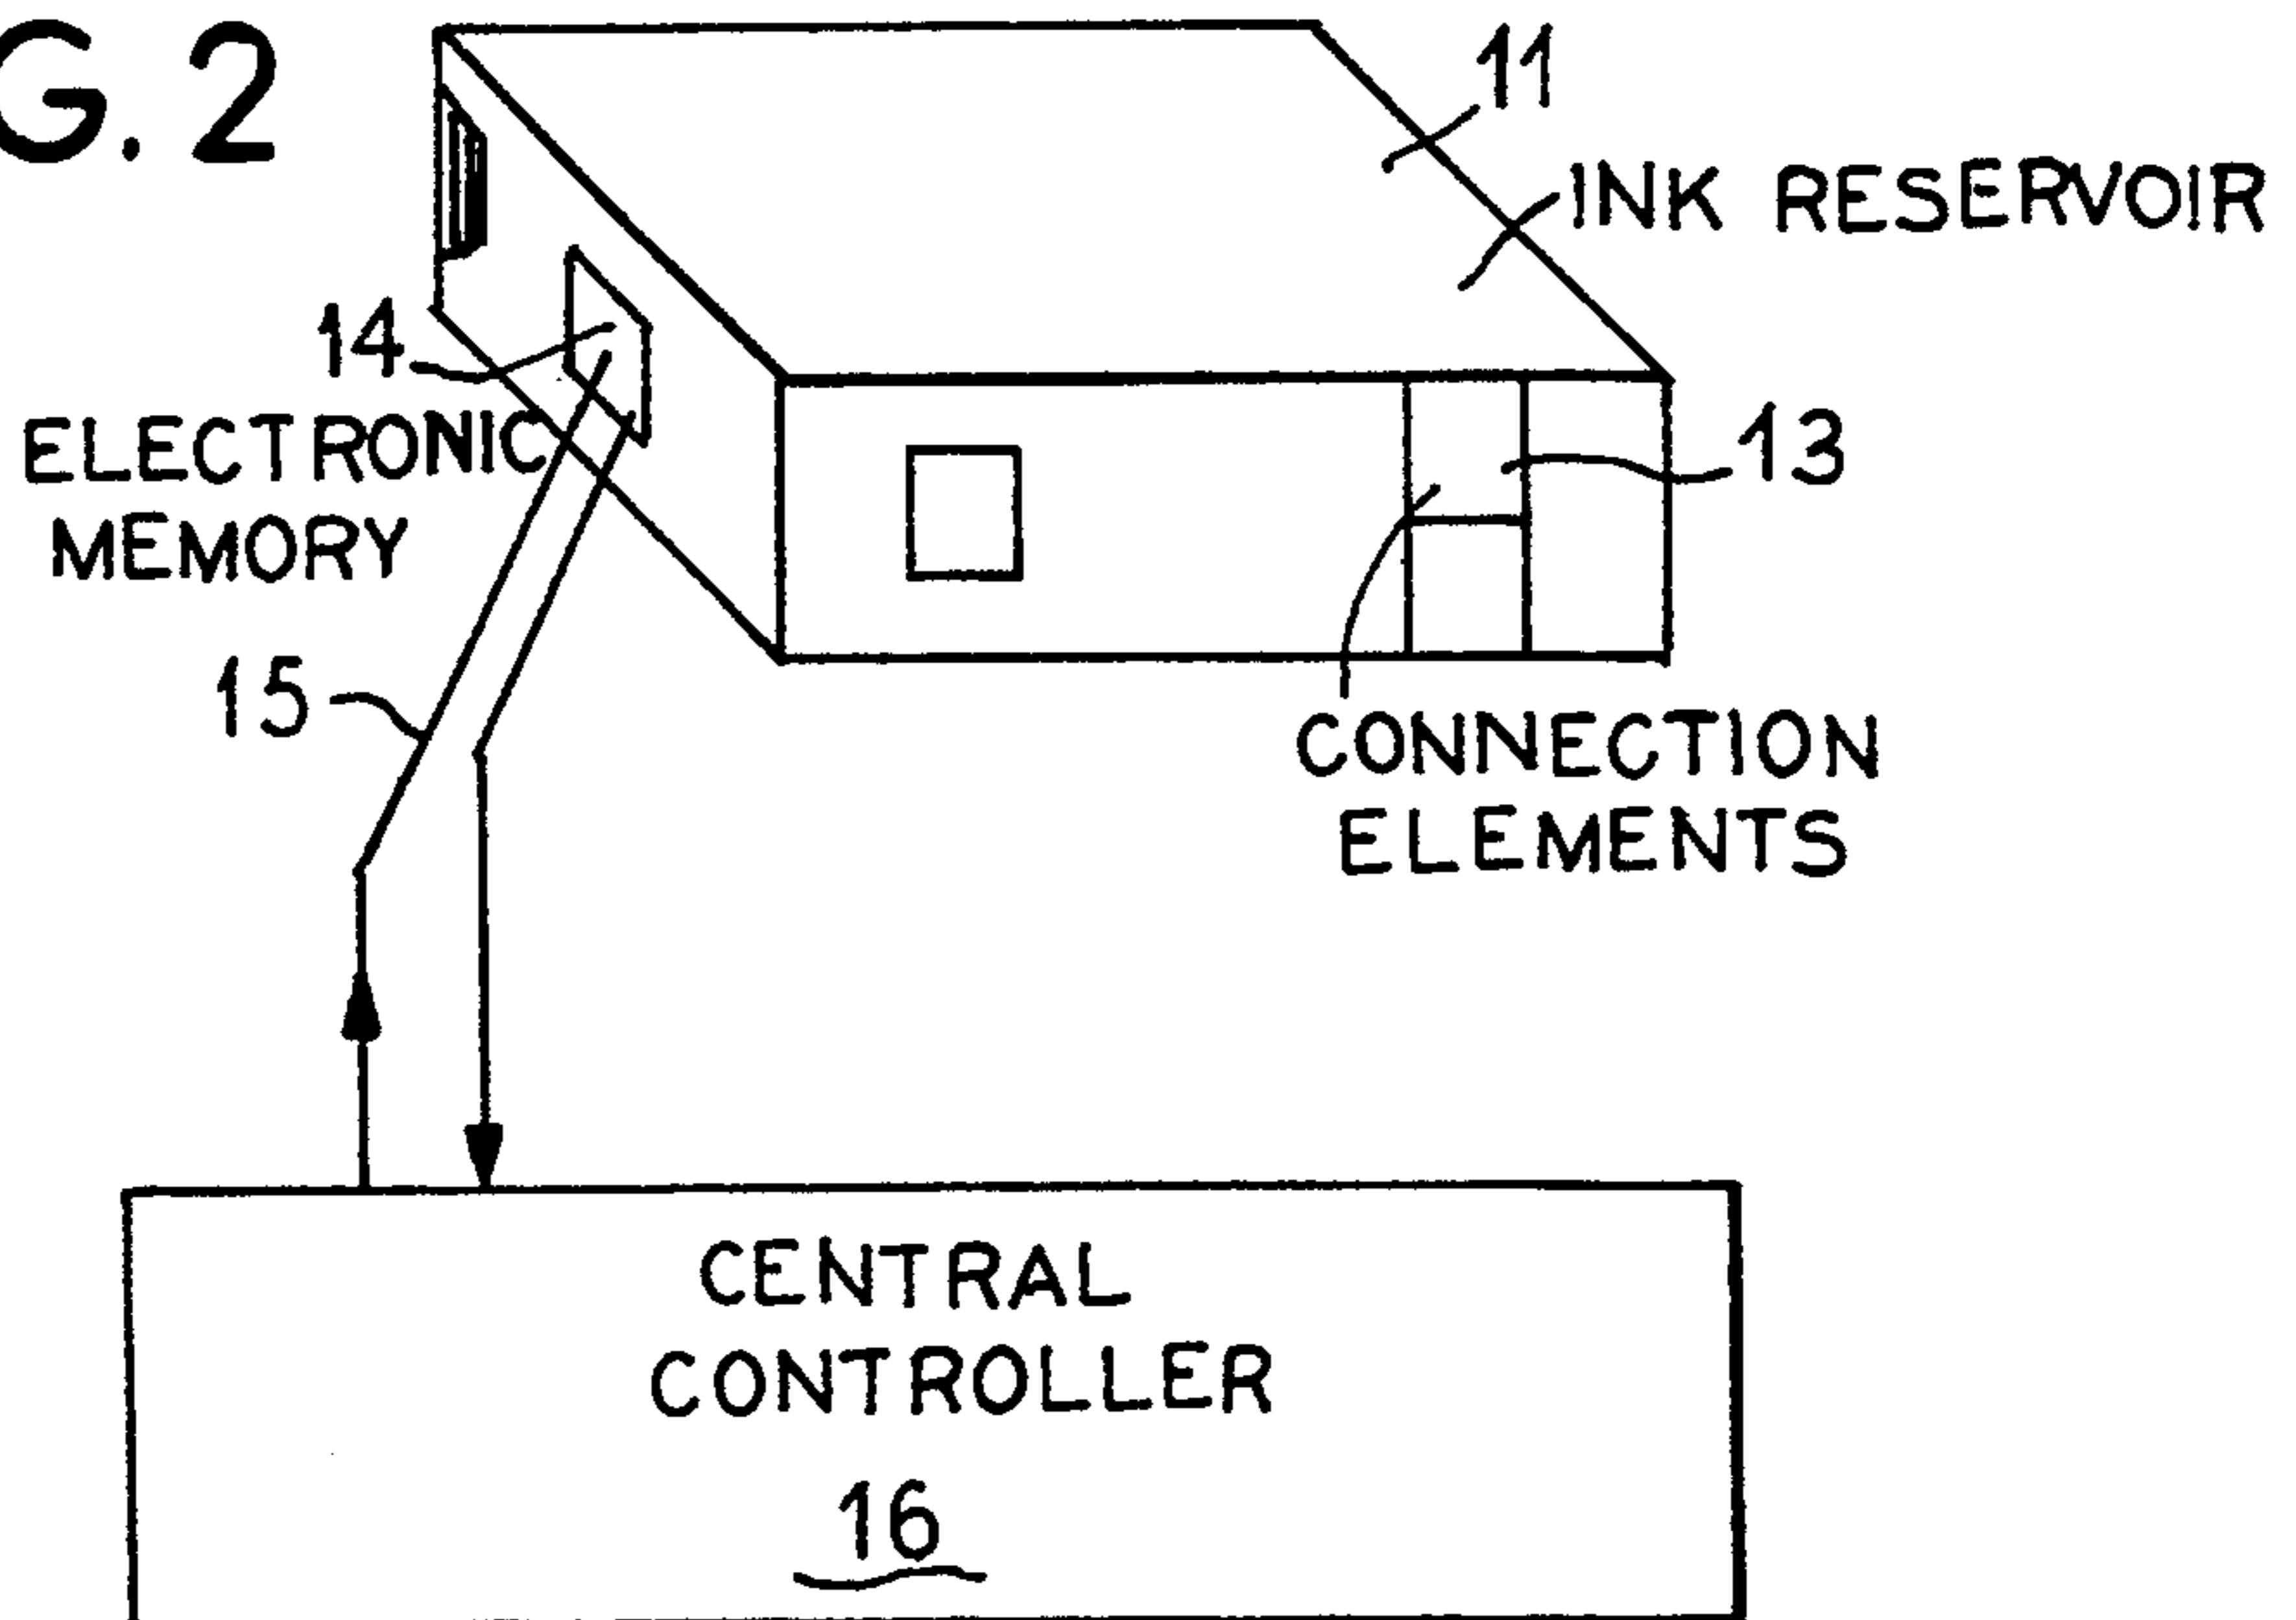 G. 2
11
INK RESERVOIR
14
ELECTRONIC
MEMORY
13
15
CONNECTION
ELEMENTS
CENTRAL
CONTROLLER
16